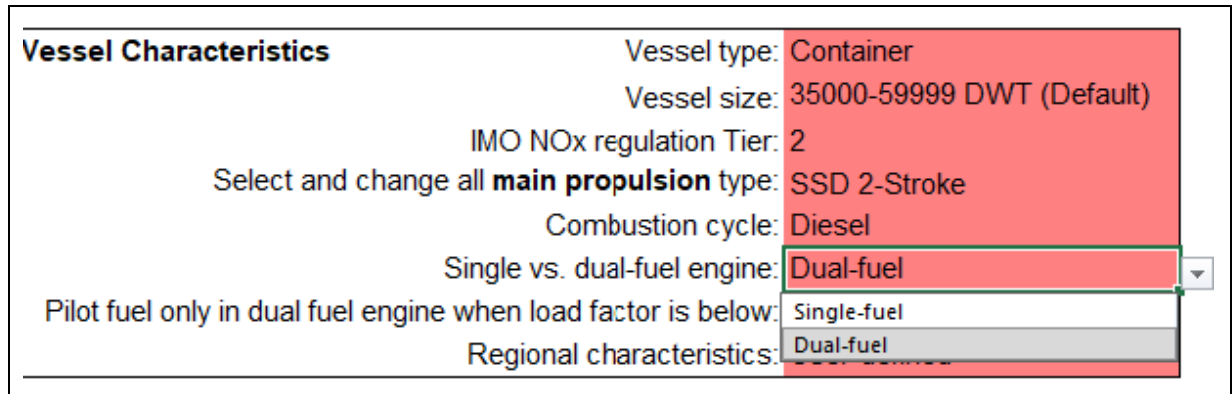 Vessel Characteristics Vessel type: Container
Vessel size: 35000-59999 DWT (Default)
IMO NOx regulation Tier: 2
Select and change all main propulsion type: SSD 2-Stroke
Combustion cycle: Diesel
Single vs. dual-fuel engine: Dual-fuel
Pilot fuel only in dual fuel engine when load factor is below: Single-fuel
Regional characteristics: Dual-fuel